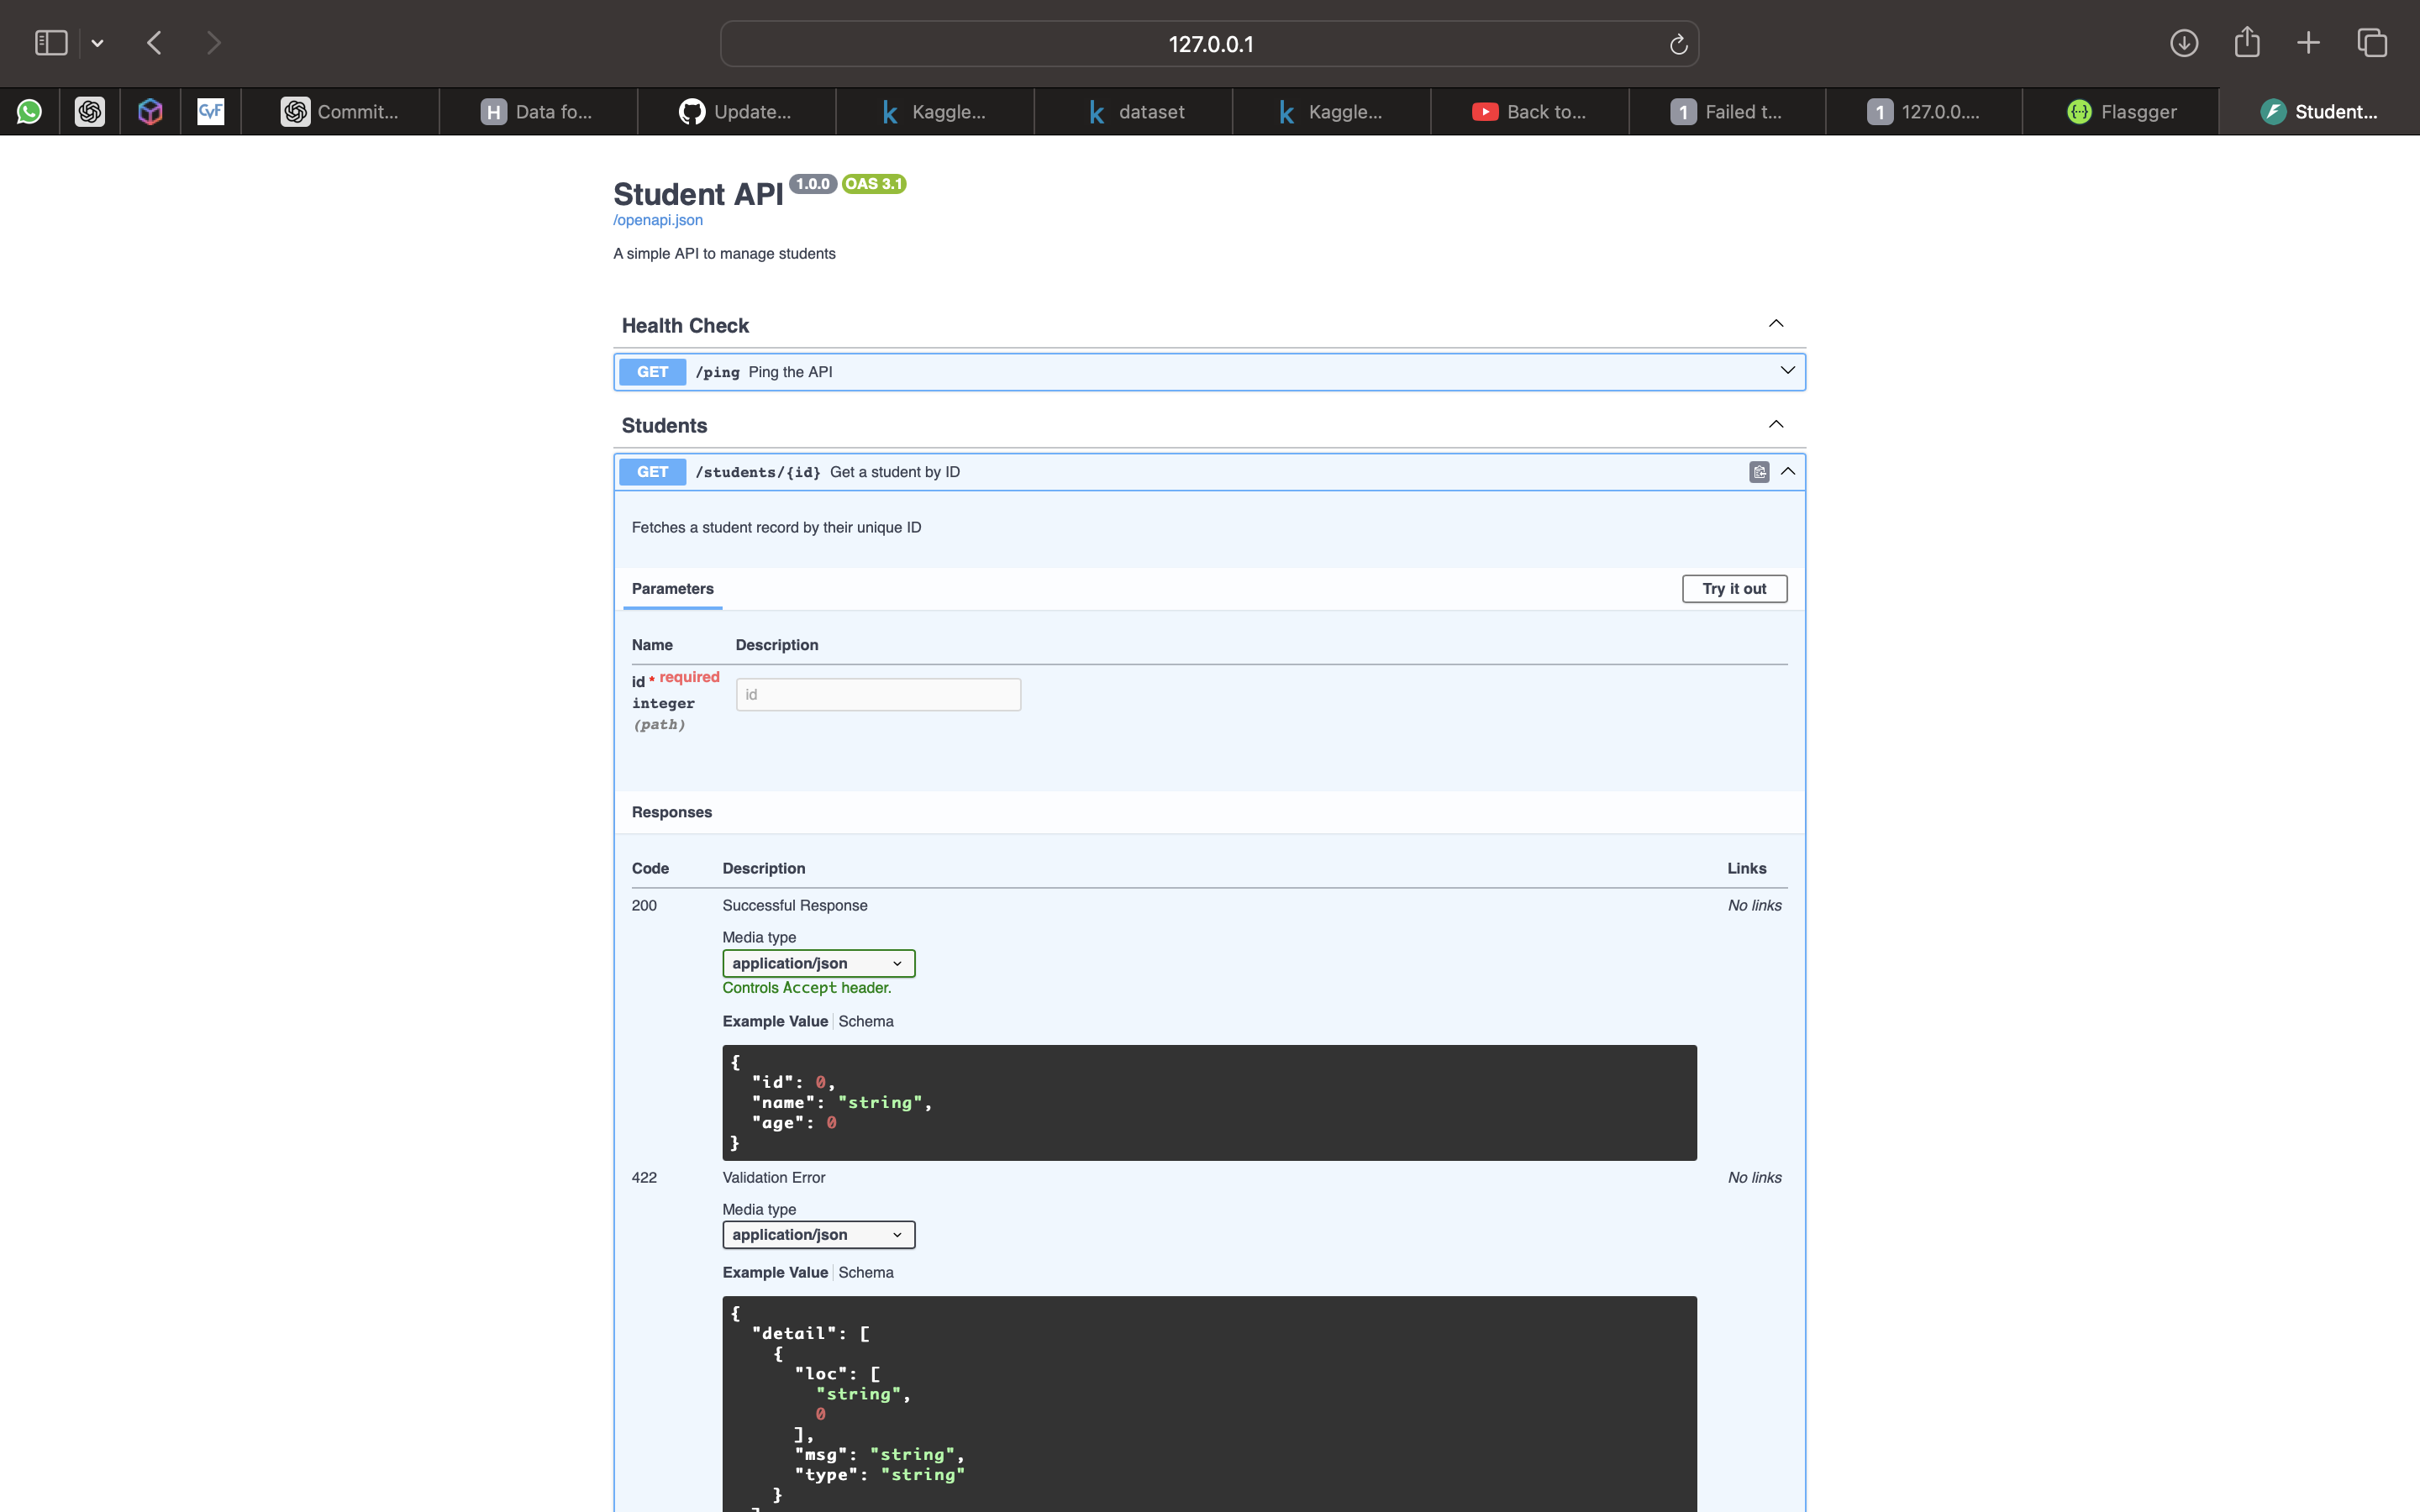 127.0.0.1
Commit...
H Data fo...
Update...
k Kaggle...
k dataset
k Kaggle...
Back to...
1 Failed t...
1 127.0.0....
{··} Flasgger
Student...
GvF
Student API 1.0.0 OAS 3.1
/openapi.json
A simple API to manage students
Health Check
GET /ping Ping the API
Students
GET /students/{id} Get a student by ID
Fetches a student record by their unique ID
Parameters
Try it out
Name Description
id * required
id
integer
(path)
Responses
Code Description Links
200 Successful Response No links
Media type
application/json
Controls Accept header.
Example Value Schema
{
"id": 0,
"name": "string",
"age": 0
}
422 Validation Error No links
Media type
application/json
Example Value Schema
{
"detail": [
{
"loc": [
"string",
0
],
"msg": "string",
"type": "string"
}